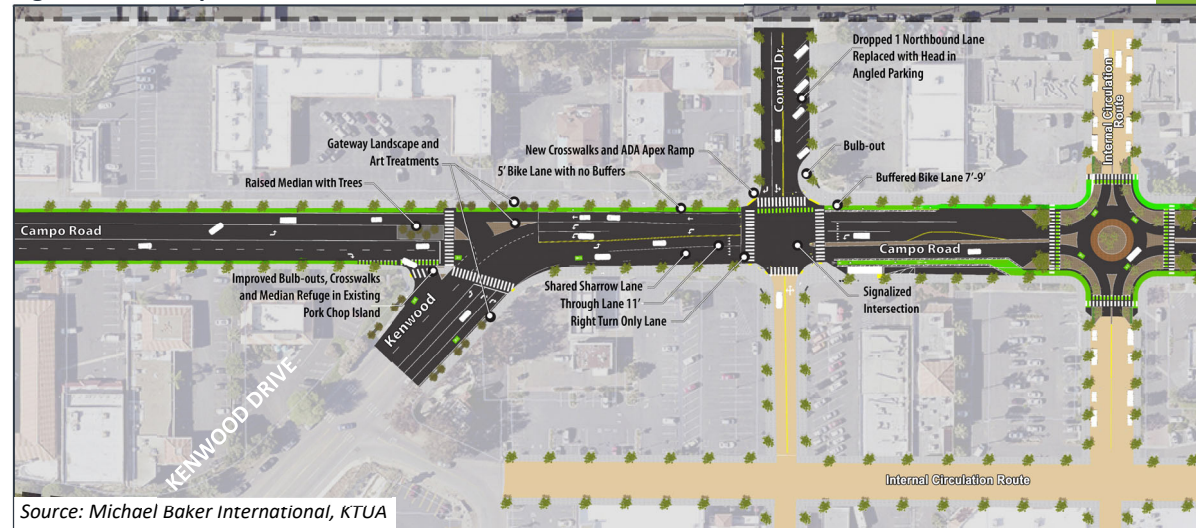 Dropped 1 Northbound Lane
Replaced with Head in
Angled Parking
Conrad Dr.
Internal Circulation
Route
Gateway Landscape and
Art Treatments
New Crosswalks and ADA Apex Ramp
Bulb-out
5' Bike Lane with no Buffers
Raised Median with Trees
Buffered Bike Lane 7'-9'
Campo Road
Campo Road
Improved Bulb-outs, Crosswalks
and Median Refuge in Existing
Pork Chop Island
Shared Sharrow Lane
Through Lane 11'
Right Turn Only Lane
Signalized
Intersection
Kenwood
KENWOOD DRIVE
Internal Circulation Route
Source: Michael Baker International, KTUA